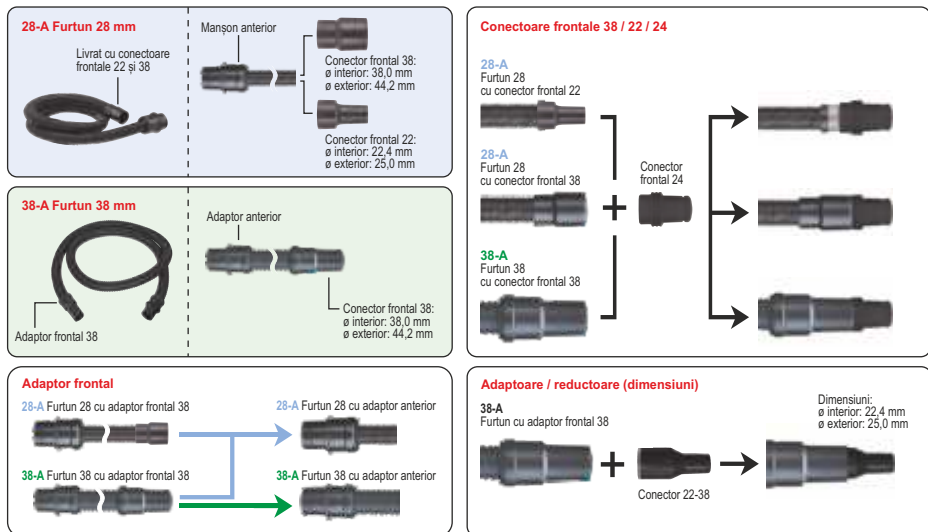 28-A Furtun 28 mm
Livrat cu conectoare
frontale 22 și 38
Manșon anterior
Conector frontal 38:
ø interior: 38,0 mm
ø exterior: 44,2 mm
Conector frontal 22:
ø interior: 22,4 mm
ø exterior: 25,0 mm
38-A Furtun 38 mm
Adaptor frontal 38
Adaptor anterior
Conector frontal 38:
ø interior: 38,0 mm
ø exterior: 44,2 mm
Adaptor frontal
28-A Furtun 28 cu adaptor frontal 38
28-A Furtun 28 cu adaptor anterior
38-A Furtun 38 cu adaptor frontal 38
38-A Furtun 38 cu adaptor anterior
Conectoare frontale 38 / 22 / 24
28-A
Furtun 28
cu conector frontal 22
28-A
Furtun 28
cu conector frontal 38
Conector
frontal 24
38-A
Furtun 38
cu conector frontal 38
Adaptoare / reductoare (dimensiuni)
38-A
Furtun cu adaptor frontal 38
Conector 22-38
Dimensiuni:
ø interior: 22,4 mm
ø exterior: 25,0 mm